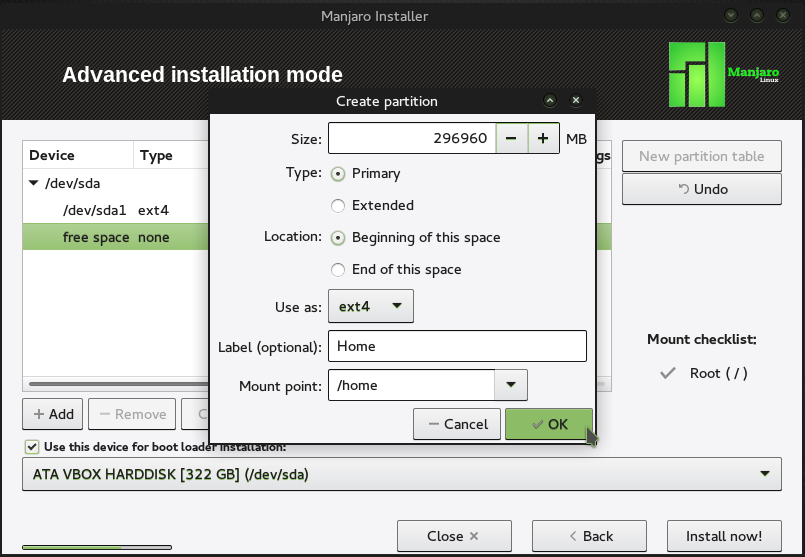 Manjaro Installer
Advanced installation mode
Manjaro
Linux
Create partition
Size: 296960 MB
Type: Primary
Extended
Location: Beginning of this space
End of this space
Use as: ext4
Label (optional): Home
Mount point: /home
Cancel OK
Device Type
/dev/sda
/dev/sda1 ext4
free space none
New partition table
Undo
Mount checklist:
Root ( / )
Add Remove
Use this device for boot loader installation:
ATA VBOX HARDDISK [322 GB] (/dev/sda)
Close Back Install now!